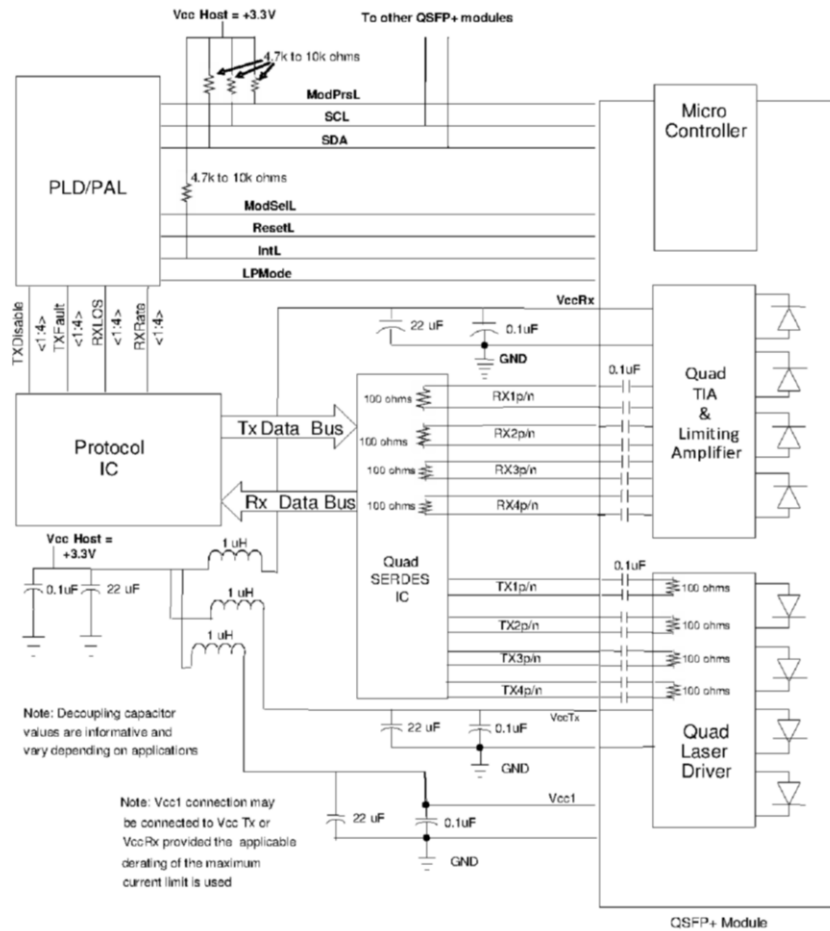 Vcc Host = +3.3V
To other QSFP+ modules
4.7k to 10k ohms
ModPrsL
SCL
SDA
Micro
Controller
PLD/PAL
4.7k to 10k ohms
ModSelL
ResetL
IntL
LPMode
TXDisable
<1:4>
TXFault
<1:4>
RXLOS
<1:4>
RXRate
<1:4>
VccRx
22 uF
0.1uF
GND
Quad
TIA
&
Limiting
Amplifier
0.1uF
100 ohms
RX1p/n
100 ohms
RX2p/n
100 ohms
RX3p/n
100 ohms
RX4p/n
Protocol
IC
Tx Data Bus
Rx Data Bus
Quad
SERDES
IC
Vcc Host =
+3.3V
0.1uF
22 uF
1 uH
1 uH
1 uH
0.1uF
TX1p/n
100 ohms
TX2p/n
100 ohms
TX3p/n
100 ohms
TX4p/n
100 ohms
Quad
Laser
Driver
VccTx
22 uF
0.1uF
GND
Note: Decoupling capacitor
values are informative and
vary depending on applications
Vcc1
22 uF
0.1uF
GND
Note: Vcc1 connection may
be connected to Vcc Tx or
VccRx provided the applicable
derating of the maximum
current limit is used
QSFP+ Module